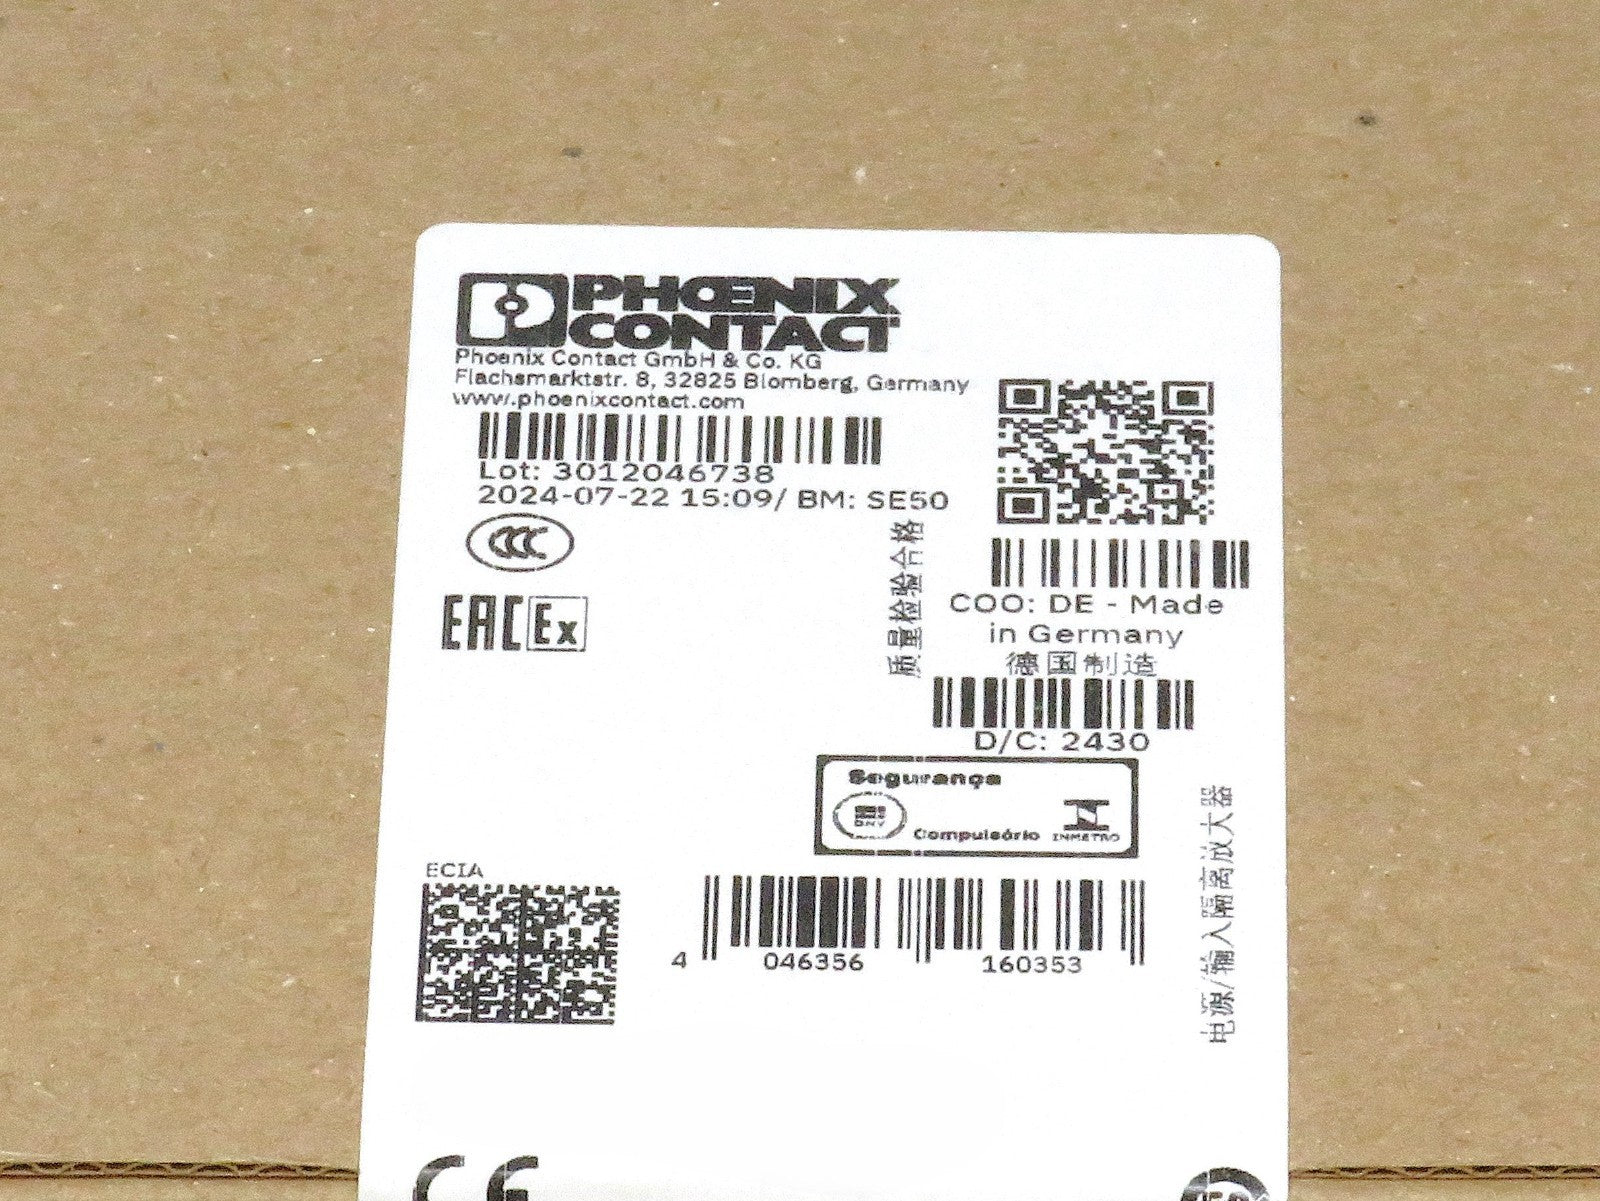 PHŒNIX
CONTACT
Phoenix Contact GmbH & Co. KG
Flachsmarktstr. 8, 32825 Blomberg, Germany
www.phoenixcontact.com
Lot: 3012046738
2024-07-22 15:09/ BM: SE50
CCC
EAC Ex
质量检验合格
COO: DE - Made
in Germany
德国制造
D/C: 2430
Segurança
DNV
Compulsório
INMETRO
电源/输入隔离放大器
ECIA
4 046356 160353
CE